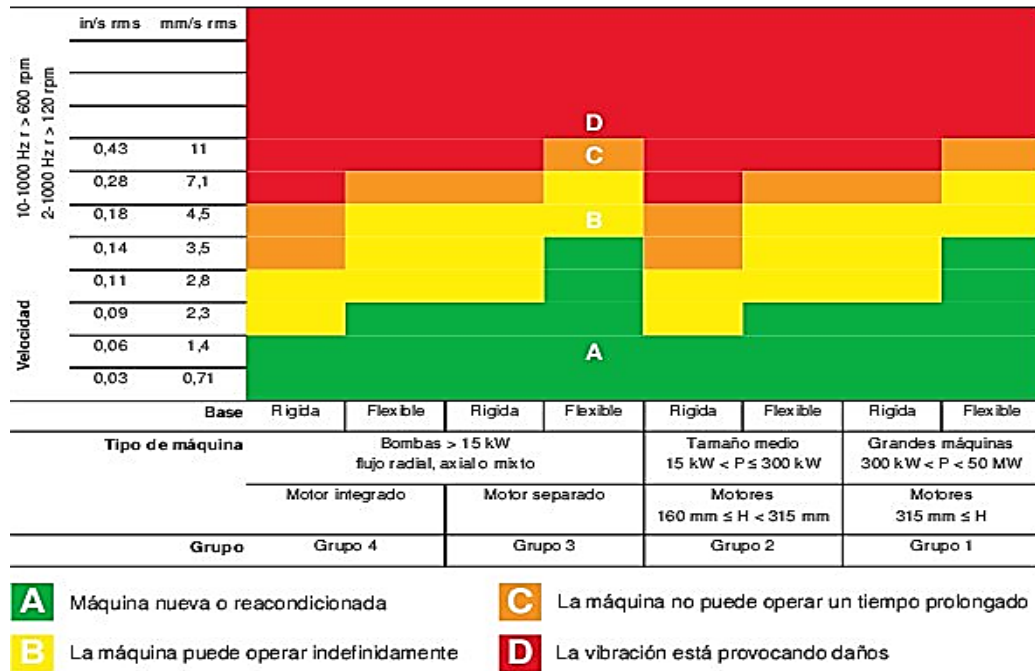 in/s rms mm/s rms
10-1000 Hz r > 600 rpm
2-1000 Hz r > 120 rpm
Velocidad
D
0,43 11 C
0,28 7,1
0,18 4,5 B
0,14 3,5
0,11 2,8
0,09 2,3
0,06 1,4 A
0,03 0,71
Base Rigida Flexible Rigida Flexible Rigida Flexible Rigida Flexible
Tipo de máquina Bombas > 15 kW Tamaño medio Grandes máquinas
flujo radial, axial o mixto 15 kW < P ≤ 300 kW 300 kW < P < 50 MW
Motor integrado Motor separado Motores Motores
160 mm ≤ H < 315 mm 315 mm ≤ H
Grupo Grupo 4 Grupo 3 Grupo 2 Grupo 1
A Máquina nueva o reacondicionada C La máquina no puede operar un tiempo prolongado
B La máquina puede operar indefinidamente D La vibración está provocando daños